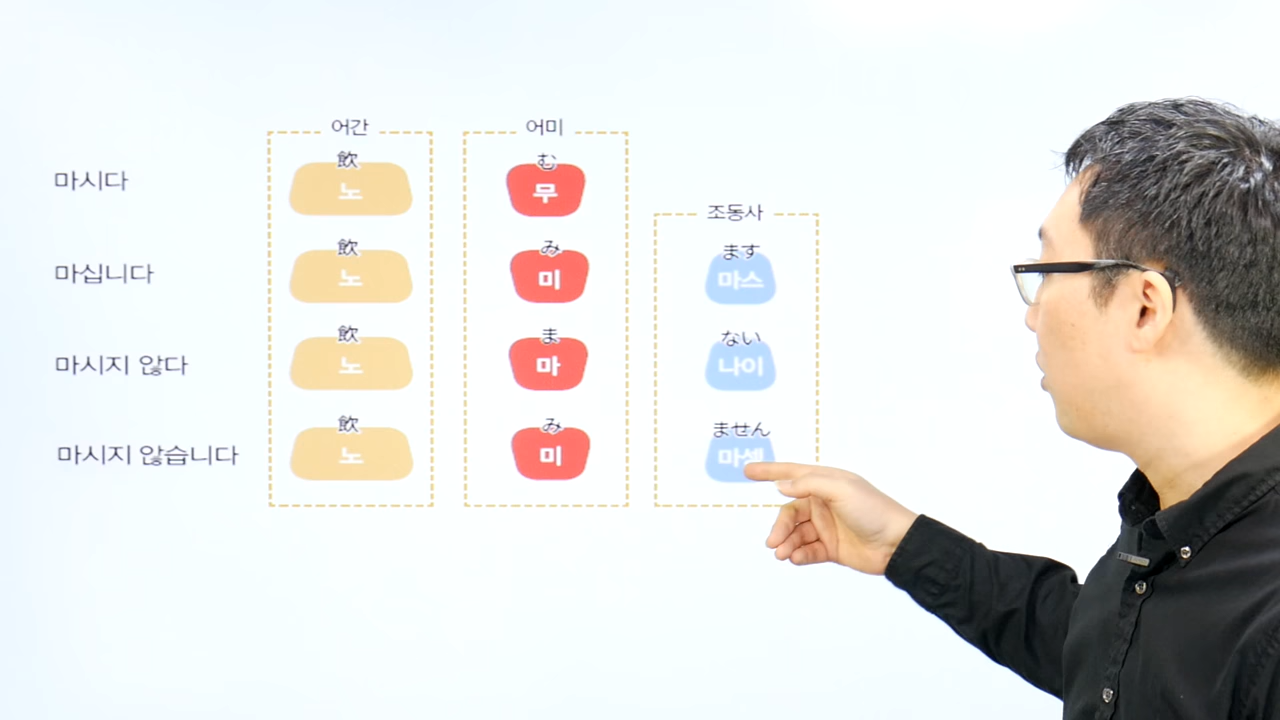 어간
어미
마시다
飲
노
む
무
조동사
마십니다
飲
노
み
미
ます
마스
마시지 않다
飲
노
ま
마
ない
나이
마시지 않습니다
飲
노
み
미
ません